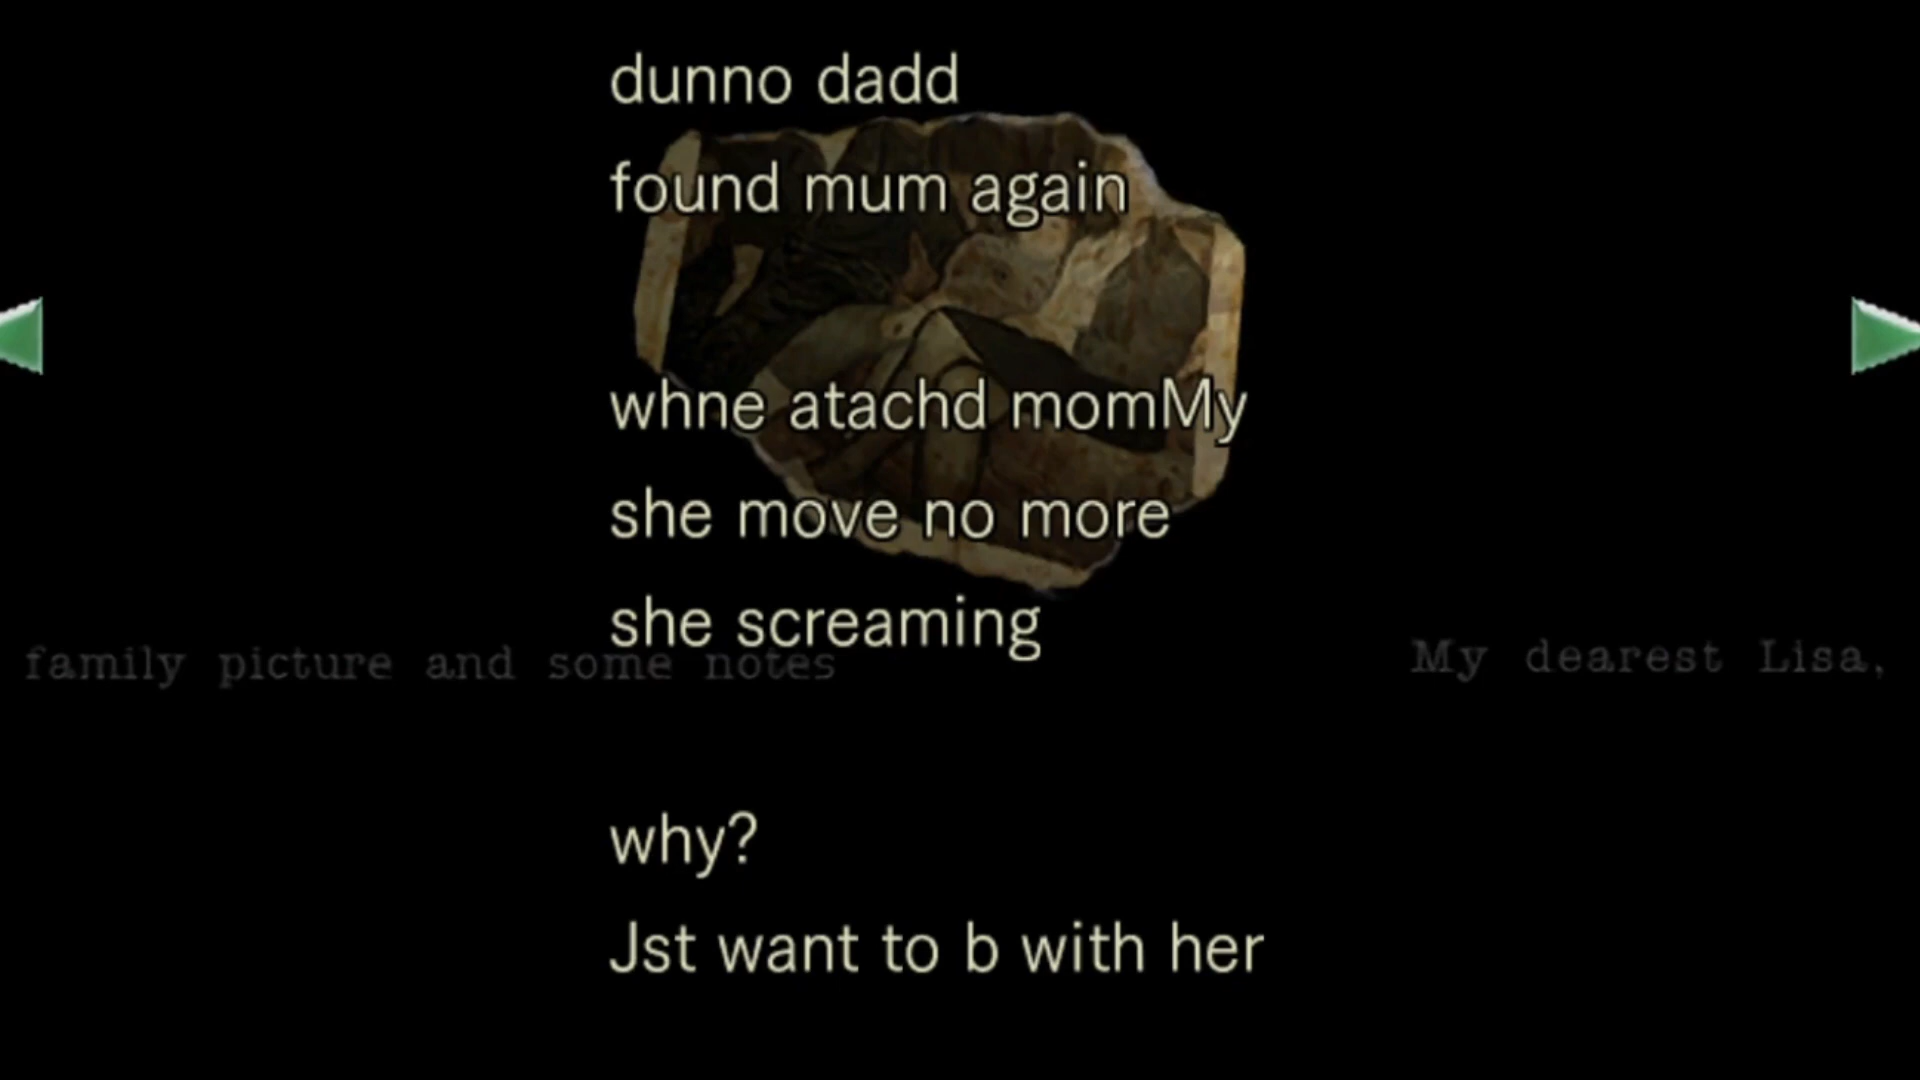 dunno dadd
found mum again
whne atachd momMy
she move no more
she screaming
family picture and some notes
My dearest Lisa,
why?
Jst want to b with her